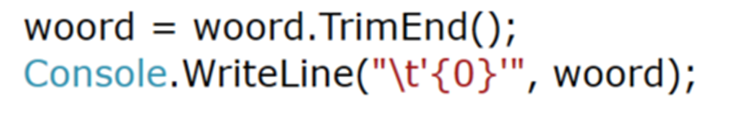 woord = woord.TrimEnd();
Console.WriteLine("\t'{0}'", woord);